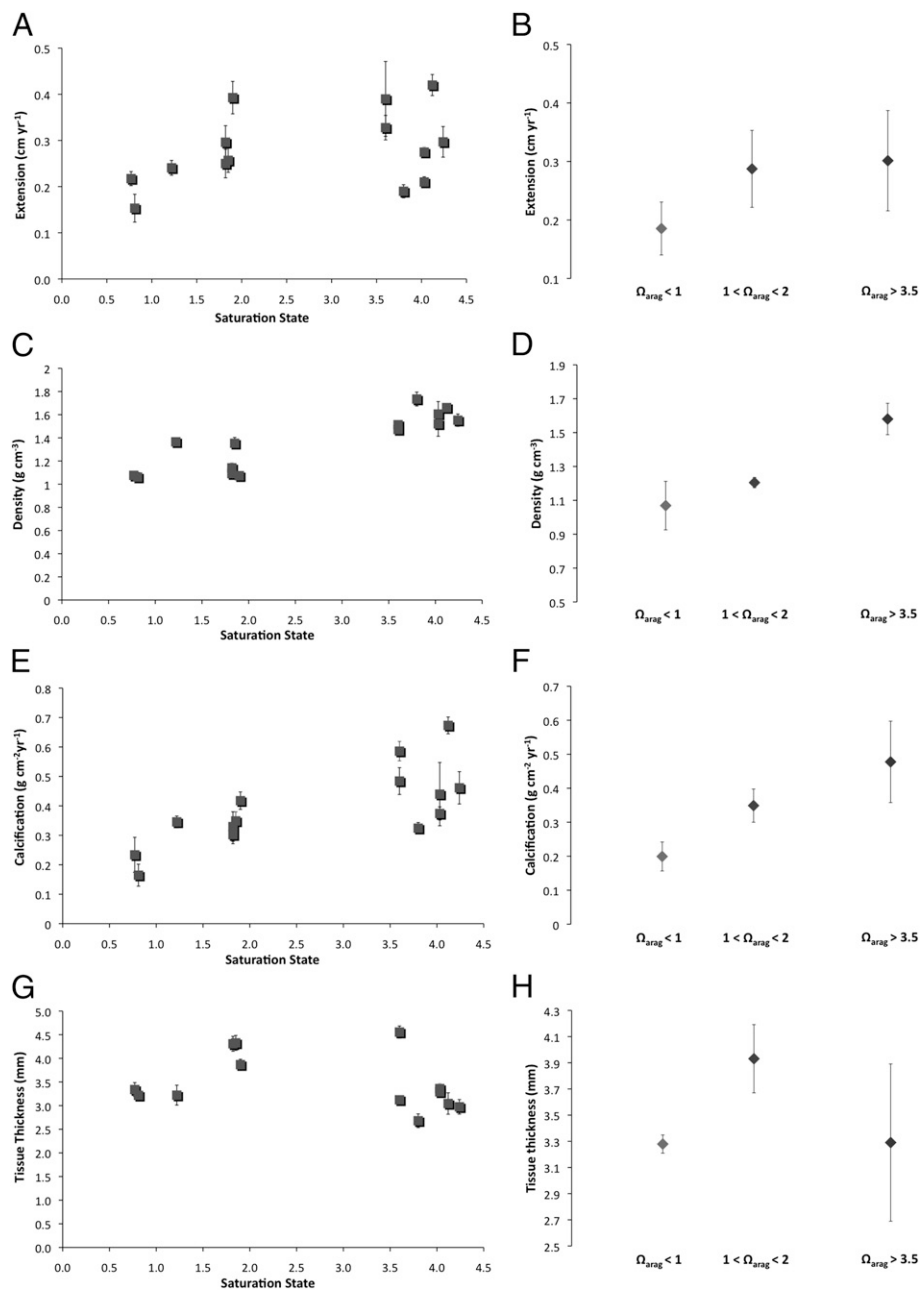 A
B
0.5
0.4
0.3
0.2
0.1
0.0
Extension (cm yr⁻¹)
0.0 0.5 1.0 1.5 2.0 2.5 3.0 3.5 4.0 4.5
Saturation State
0.5
0.4
0.3
0.2
0.1
Extension (cm yr⁻¹)
Ω arag < 1 1 < Ω arag < 2 Ω arag > 3.5
C
D
2
1.8
1.6
1.4
1.2
1
0.8
0.6
0.4
0.2
0
Density (g cm⁻³)
0.0 0.5 1.0 1.5 2.0 2.5 3.0 3.5 4.0 4.5
Saturation State
1.9
1.7
1.5
1.3
1.1
0.9
0.7
0.5
Density (g cm⁻³)
Ω arag < 1 1 < Ω arag < 2 Ω arag > 3.5
E
F
0.8
0.7
0.6
0.5
0.4
0.3
0.2
0.1
0
Calcification (g cm⁻²yr⁻¹)
0.0 0.5 1.0 1.5 2.0 2.5 3.0 3.5 4.0 4.5
Saturation State
0.7
0.6
0.5
0.4
0.3
0.2
0.1
0
Calcification (g cm⁻² yr⁻¹)
Ω arag < 1 1 < Ω arag < 2 Ω arag > 3.5
G
H
5.0
4.5
4.0
3.5
3.0
2.5
2.0
1.5
1.0
0.5
0.0
Tissue Thickness (mm)
0.0 0.5 1.0 1.5 2.0 2.5 3.0 3.5 4.0 4.5
Saturation State
4.3
4.1
3.9
3.7
3.5
3.3
3.1
2.9
2.7
2.5
Tissue thickness (mm)
Ω arag < 1 1 < Ω arag < 2 Ω arag > 3.5